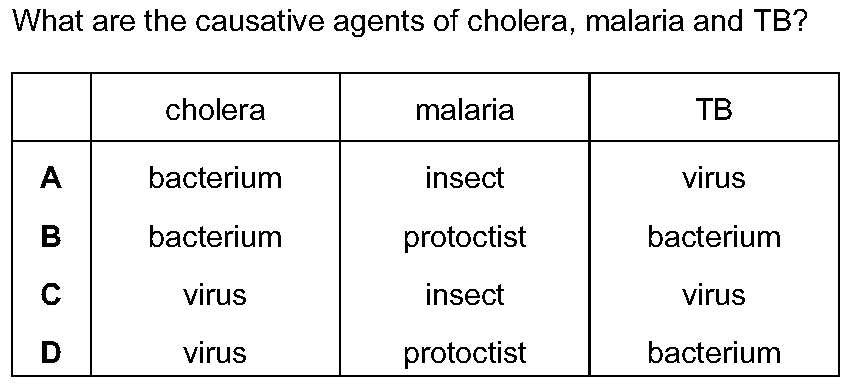 What are the causative agents of cholera, malaria and TB?
cholera malaria TB
A bacterium insect virus
B bacterium protoctist bacterium
C virus insect virus
D virus protoctist bacterium